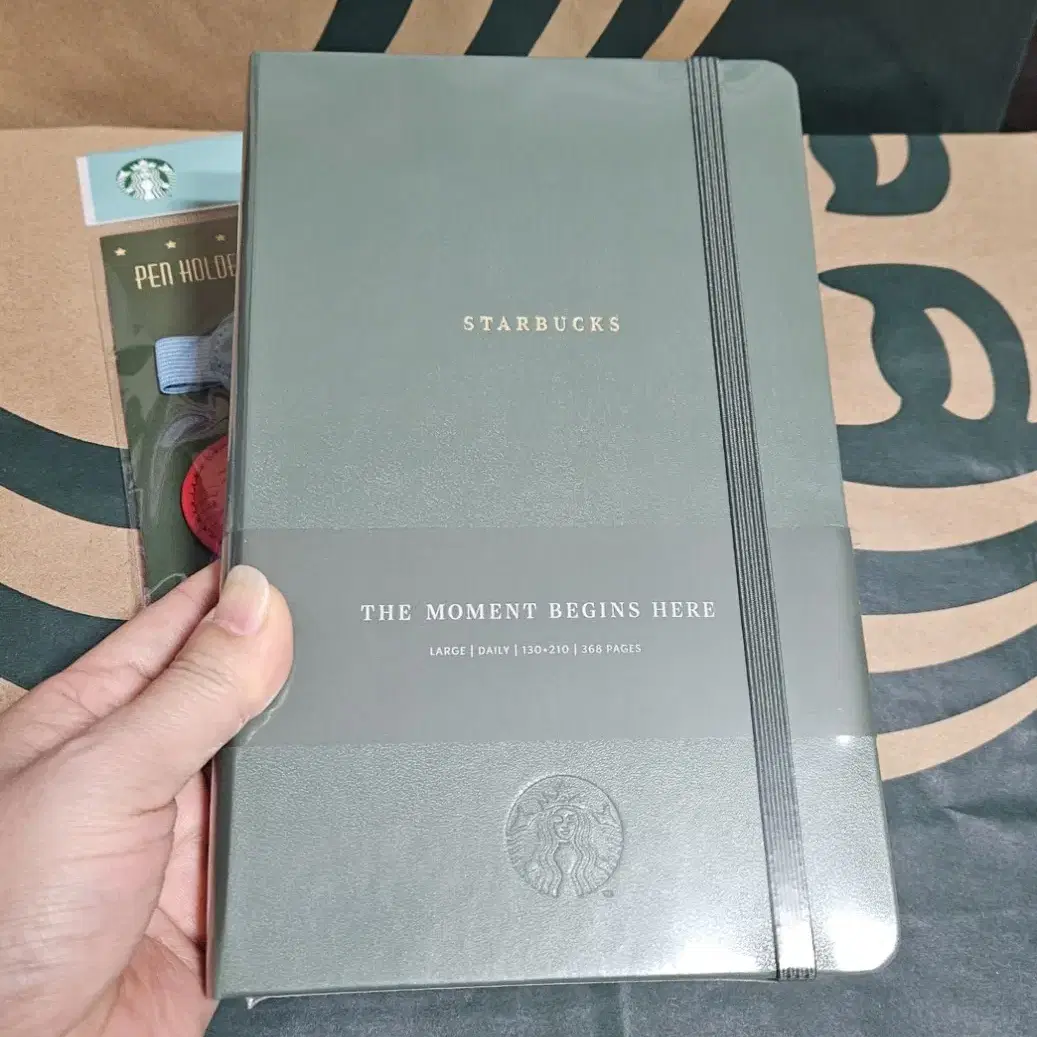 PEN HOLDE
STARBUCKS
THE MOMENT BEGINS HERE
LARGE | DAILY | 130*210 | 368 PAGES